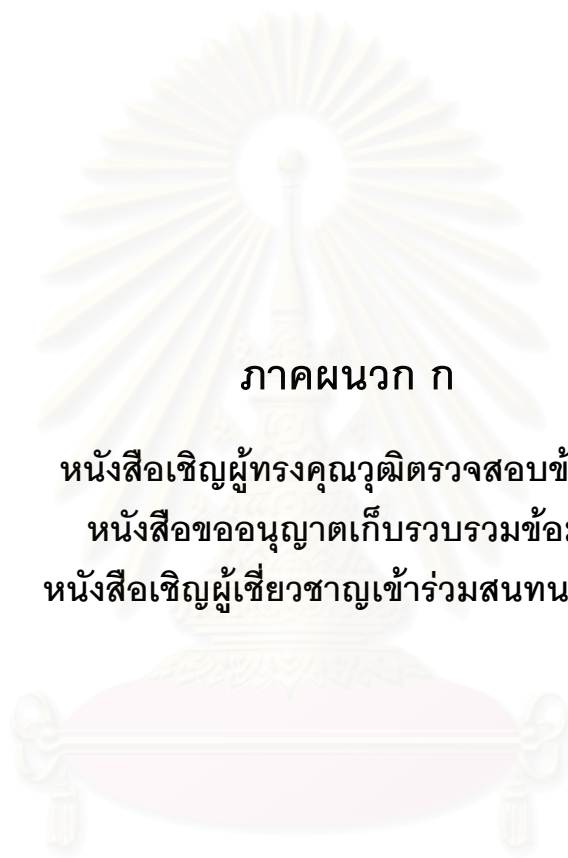 ภาคผนวก ก
หนังสือเชิญผู้ทรงคุณวุฒิตรวจสอบ
หนังสือขออนุญาตเก็บรวบรวม
หนังสือเชิญผู้เชี่ยวชาญเข้าร่วม